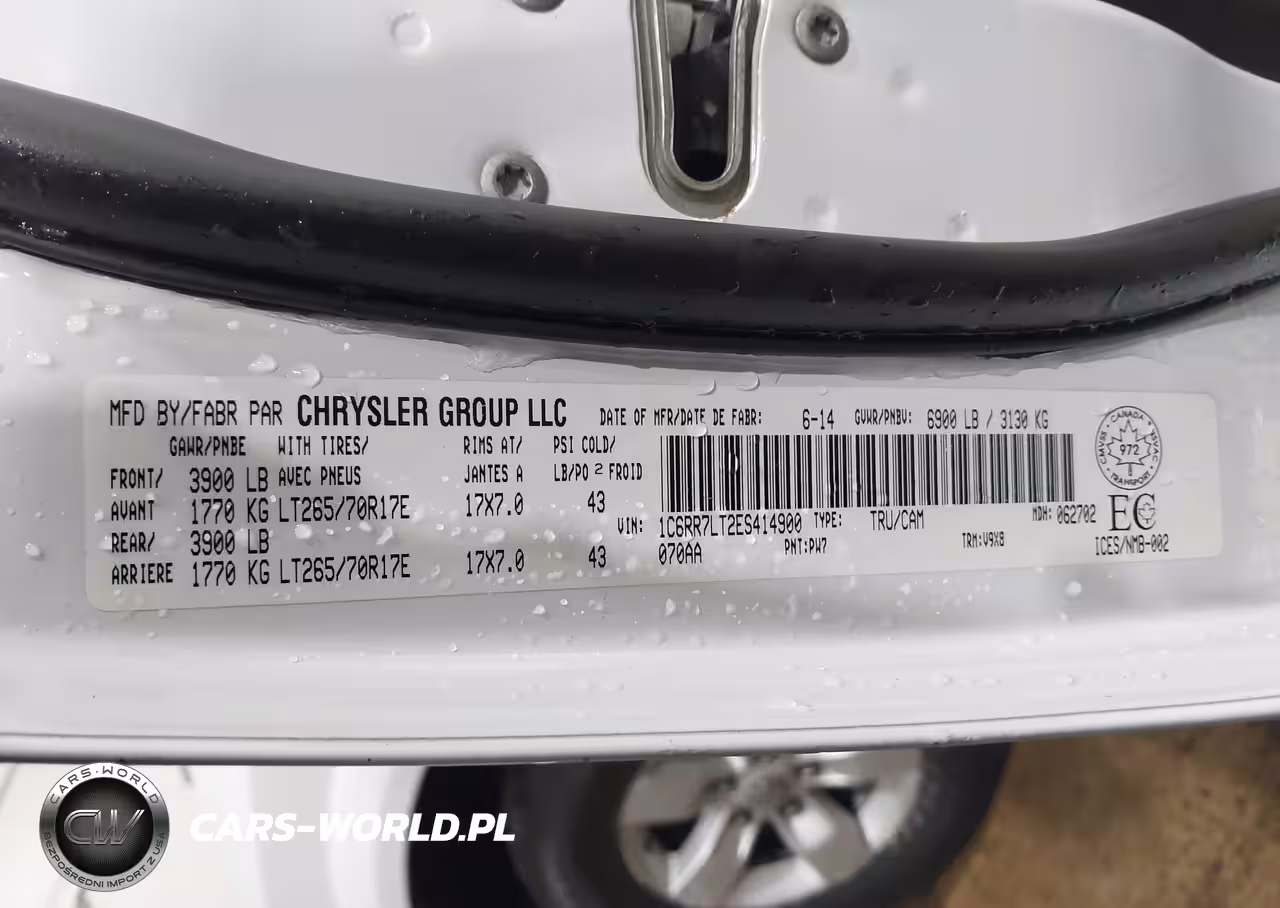 MFD BY/FABR PAR CHRYSLER GROUP LLC DATE OF MFR/DATE DE FABR: 6-14 GVWR/PNBV: 6900 LB / 3130 KG
GAWR/PNBE WITH TIRES/ RIMS AT/ PSI COLD/
FRONT/ 3900 LB AVEC PNEUS JANTES A LB/PO 2 FROID
AVANT 1770 KG LT265/70R17E 17X7.0 43
REAR/ 3900 LB
ARRIERE 1770 KG LT265/70R17E 17X7.0 43
VIN: 1C6RR7LT2ES414900 TYPE: TRU/CAM MDH: 062702
070AA PNT:PW7 TRM:V9X8
CANADA
CMVSS 972 NSVAC
TRANSPORT
EC
ICES/NMB-002
CARS-WORLD
CW
BEZPOŚREDNI IMPORT Z USA
CARS-WORLD.PL